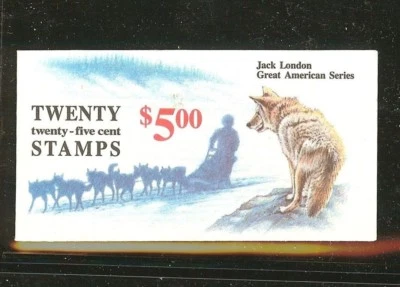 Jack London
Great American Series
TWENTY
twenty-five cent
STAMPS
$5.00